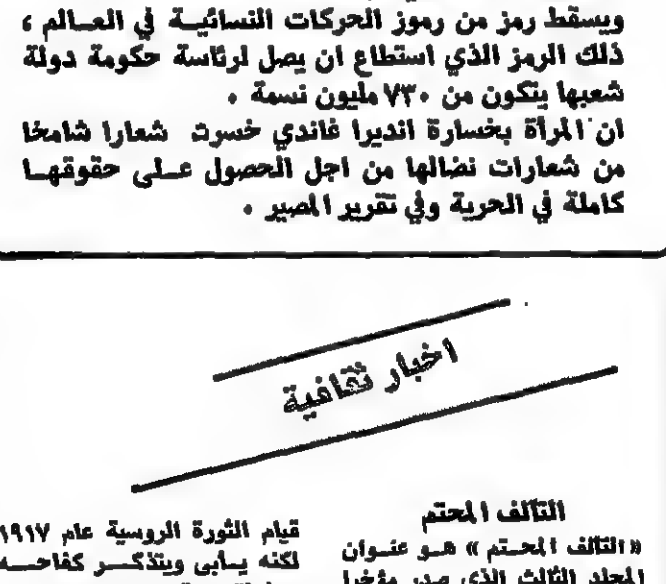 ويسقط رمز من رموز الحركات النسائية في العالم ،
ذلك الرمز الذي استطاع ان يصل لرئاسة حكومة دولة
شعبها يتكون من ٧٣٠ مليون نسمة .
ان المرأة بخسارة انديرا غاندي خسرت شعارا شامخا
من شعارات نضالها من اجل الحصول على حقوقها
كاملة في الحرية وفي تقرير المصير .
اخبار ثقافية
التآلف المحتم
« التآلف المحتم » هو عنوان
المجلد الثالث الذي صدر مؤخرا
قيام الثورة الروسية عام ١٩١٧
لكنه يأبى ويتذكر كفاحه